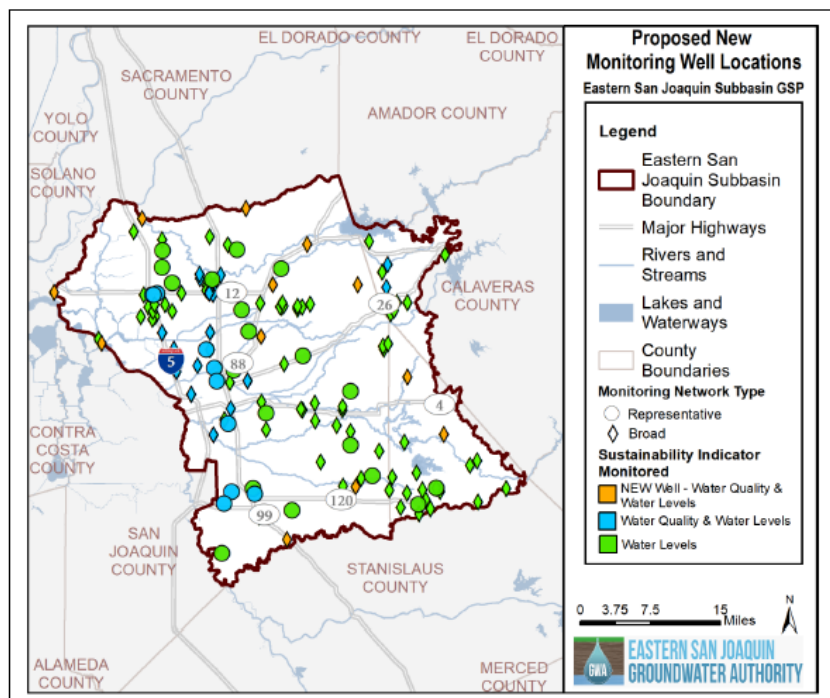 EL DORADO COUNTY
EL DORADO
COUNTY
SACRAMENTO
COUNTY
AMADOR COUNTY
YOLO
COUNTY
SOLANO
COUNTY
CALAVERAS
COUNTY
12
26
5
88
4
CONTRA
COSTA
COUNTY
120
99
SAN
JOAQUIN
COUNTY
STANISLAUS
COUNTY
ALAMEDA
COUNTY
MERCED
COUNTY
Proposed New
Monitoring Well Locations
Eastern San Joaquin Subbasin GSP
Legend
Eastern San
Joaquin Subbasin
Boundary
Major Highways
Rivers and
Streams
Lakes and
Waterways
County
Boundaries
Monitoring Network Type
Representative
Broad
Sustainability Indicator
Monitored
NEW Well - Water Quality &
Water Levels
Water Quality & Water Levels
Water Levels
N
0 3.75 7.5 15
Miles
GWA
EASTERN SAN JOAQUIN
GROUNDWATER AUTHORITY